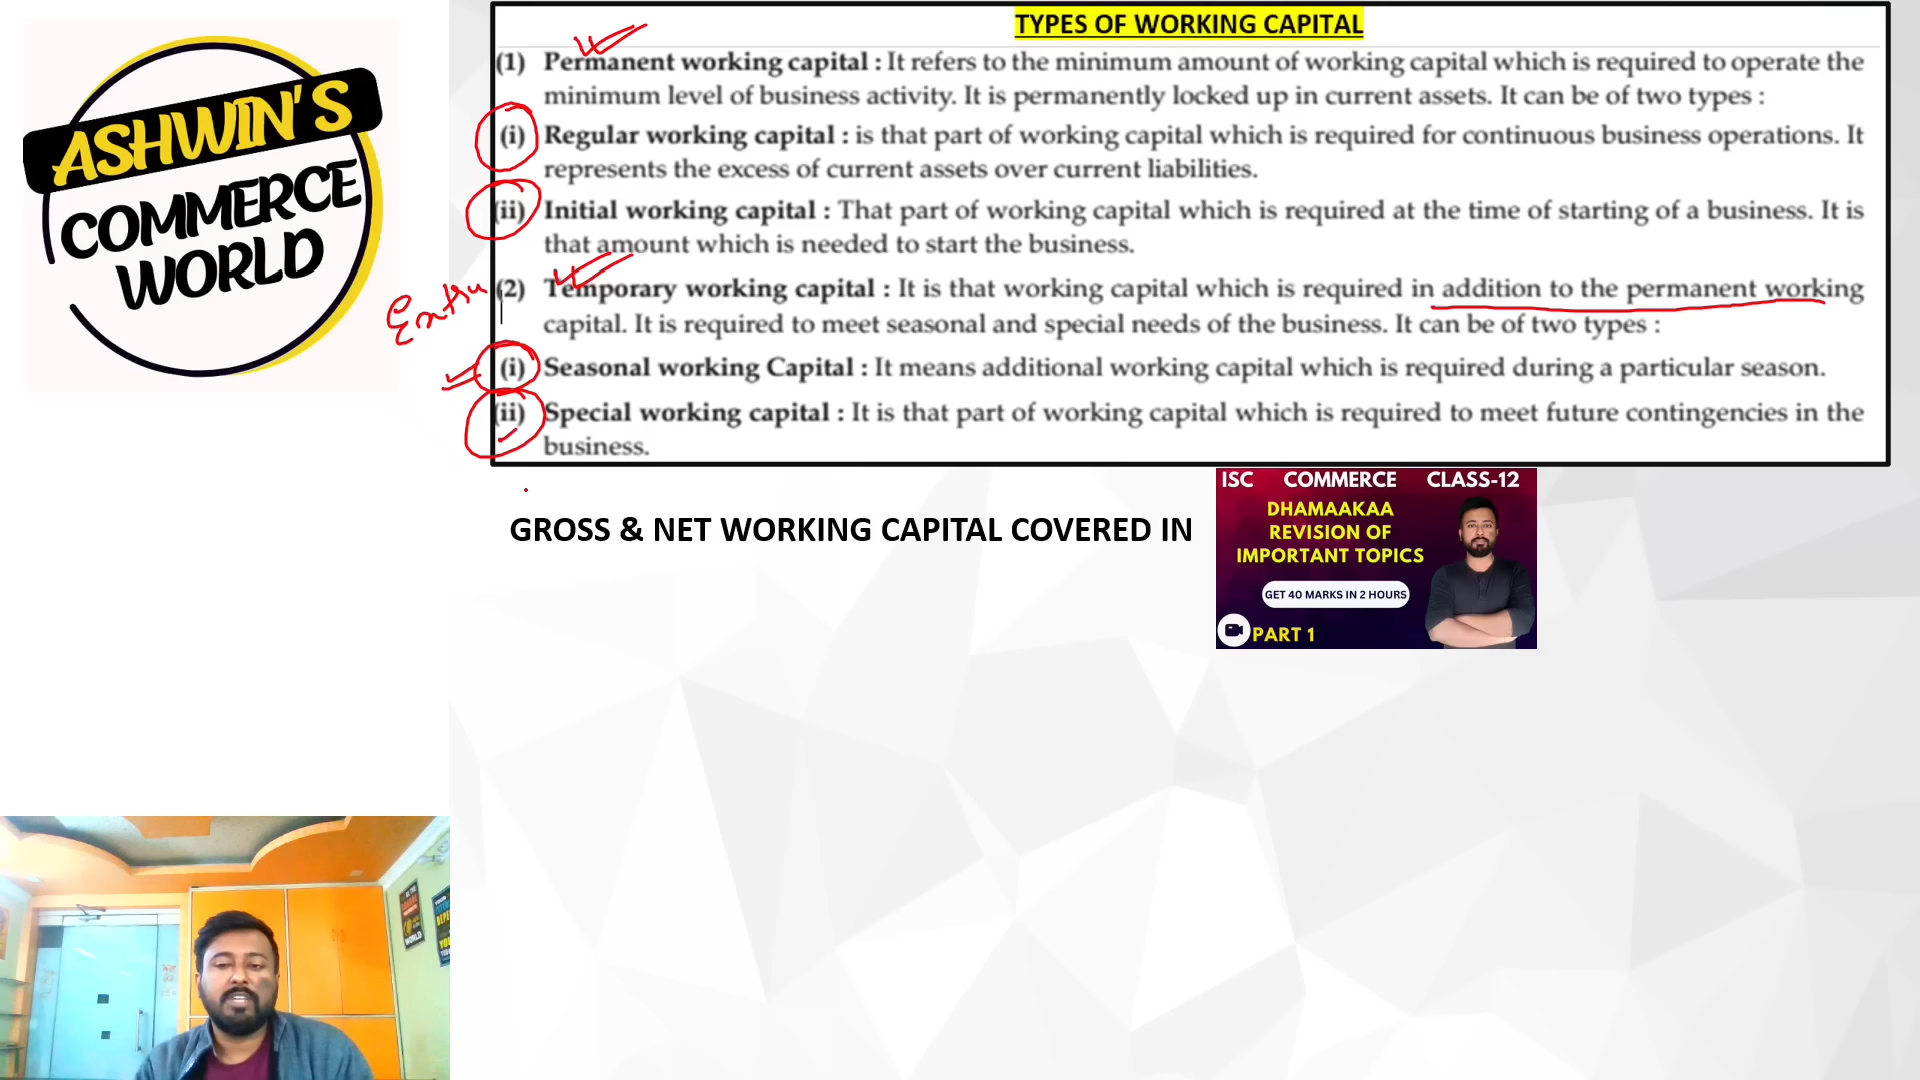 ASHWIN'S
COMMERCE
WORLD
TYPES OF WORKING CAPITAL
(1) Permanent working capital : It refers to the minimum amount of working capital which is required to operate the
minimum level of business activity. It is permanently locked up in current assets. It can be of two types :
(i) Regular working capital : is that part of working capital which is required for continuous business operations. It
represents the excess of current assets over current liabilities.
(ii) Initial working capital : That part of working capital which is required at the time of starting of a business. It is
that amount which is needed to start the business.
Extra
(2) Temporary working capital : It is that working capital which is required in addition to the permanent working
capital. It is required to meet seasonal and special needs of the business. It can be of two types :
(i) Seasonal working Capital : It means additional working capital which is required during a particular season.
(ii) Special working capital : It is that part of working capital which is required to meet future contingencies in the
business.
GROSS & NET WORKING CAPITAL COVERED IN
ISC COMMERCE CLASS-12
DHAMAAKAA
REVISION OF
IMPORTANT TOPICS
GET 40 MARKS IN 2 HOURS
PART 1